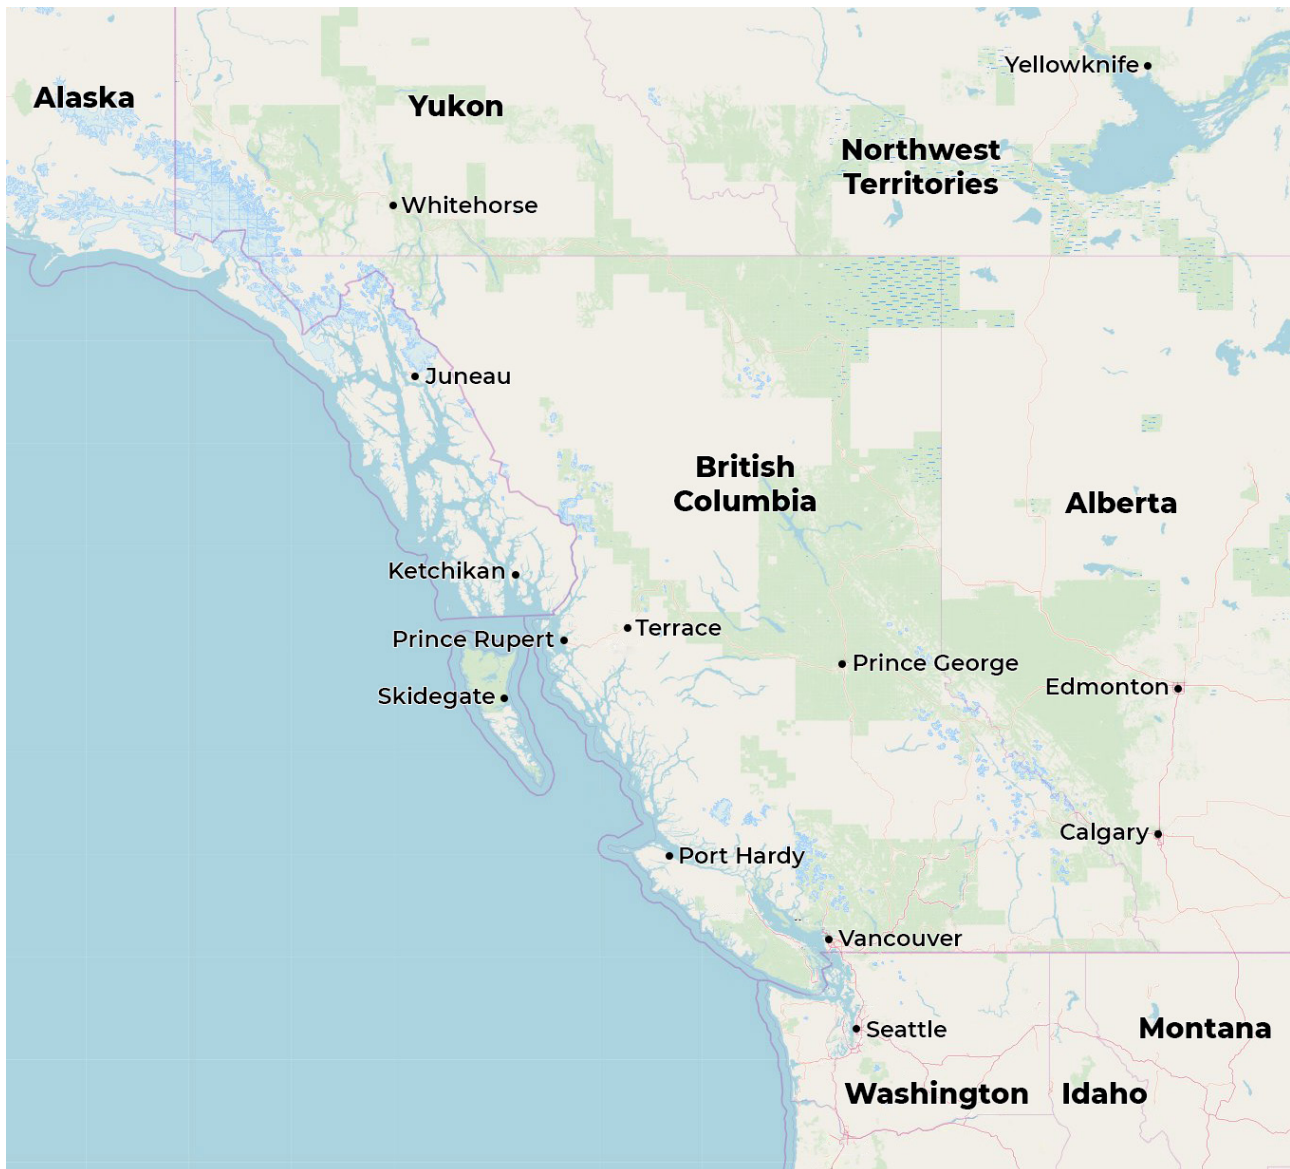 Yellowknife
Alaska
Yukon
Northwest
Territories
Whitehorse
Juneau
British
Columbia
Alberta
Ketchikan
Terrace
Prince Rupert
Prince George
Edmonton
Skidegate
Calgary
Port Hardy
Vancouver
Seattle
Montana
Washington
Idaho